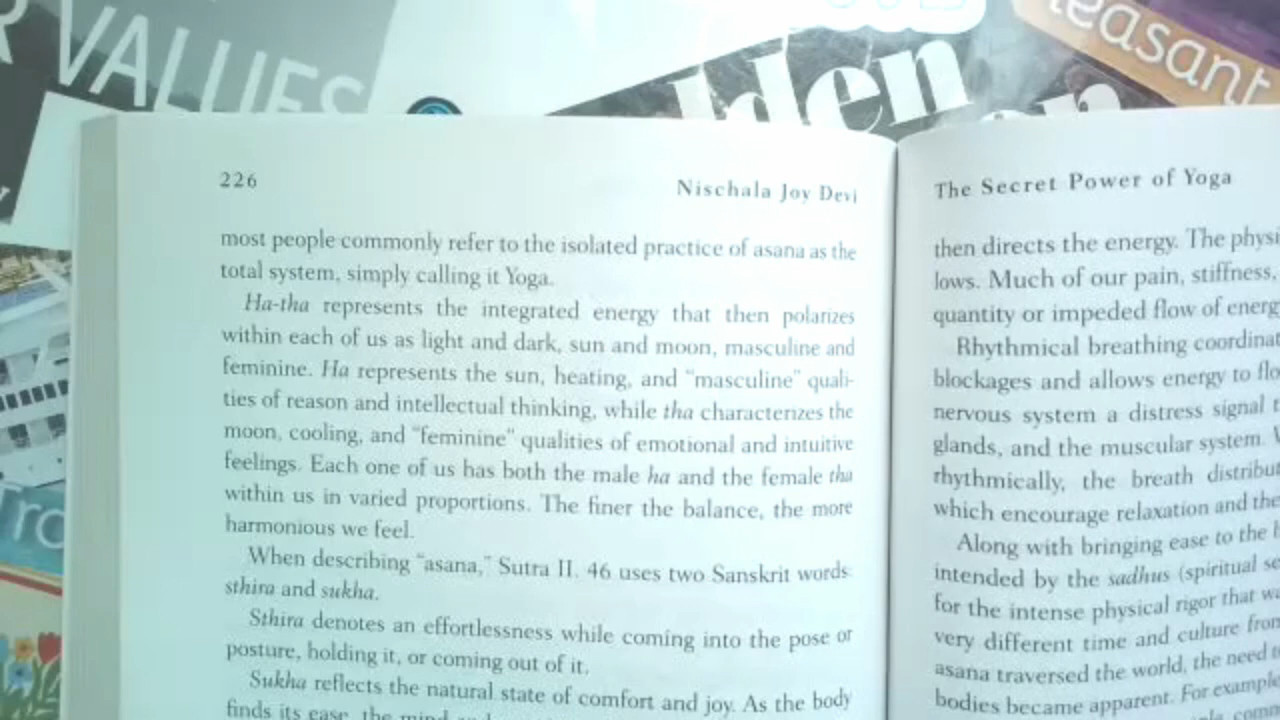 VALUES
lden
easant
226
Nischala Joy Devi
most people commonly refer to the isolated practice of asana as the
total system, simply calling it Yoga.
Ha-tha represents the integrated energy that then polarizes
within each of us as light and dark, sun and moon, masculine and
feminine. Ha represents the sun, heating, and "masculine" quali-
ties of reason and intellectual thinking, while tha characterizes the
moon, cooling, and "feminine" qualities of emotional and intuitive
feelings. Each one of us has both the male ha and the female tha
within us in varied proportions. The finer the balance, the more
harmonious we feel.
When describing "asana," Sutra II. 46 uses two Sanskrit words:
sthira and sukha.
Sthira denotes an effortlessness while coming into the pose or
posture, holding it, or coming out of it.
Sukha reflects the natural state of comfort and joy. As the body
finds its ease, the mind
The Secret Power of Yoga
then directs the energy. The physi
lows. Much of our pain, stiffness,
quantity or impeded flow of energ
Rhythmical breathing coordinat
blockages and allows energy to flo
nervous system a distress signal t
glands, and the muscular system.
rhythmically, the breath distribut
which encourage relaxation and the
Along with bringing ease to the
intended by the sadhus (spiritual se
for the intense physical rigor that wa
very different time and culture from
asana traversed the world, the need t
bodies became apparent. For example